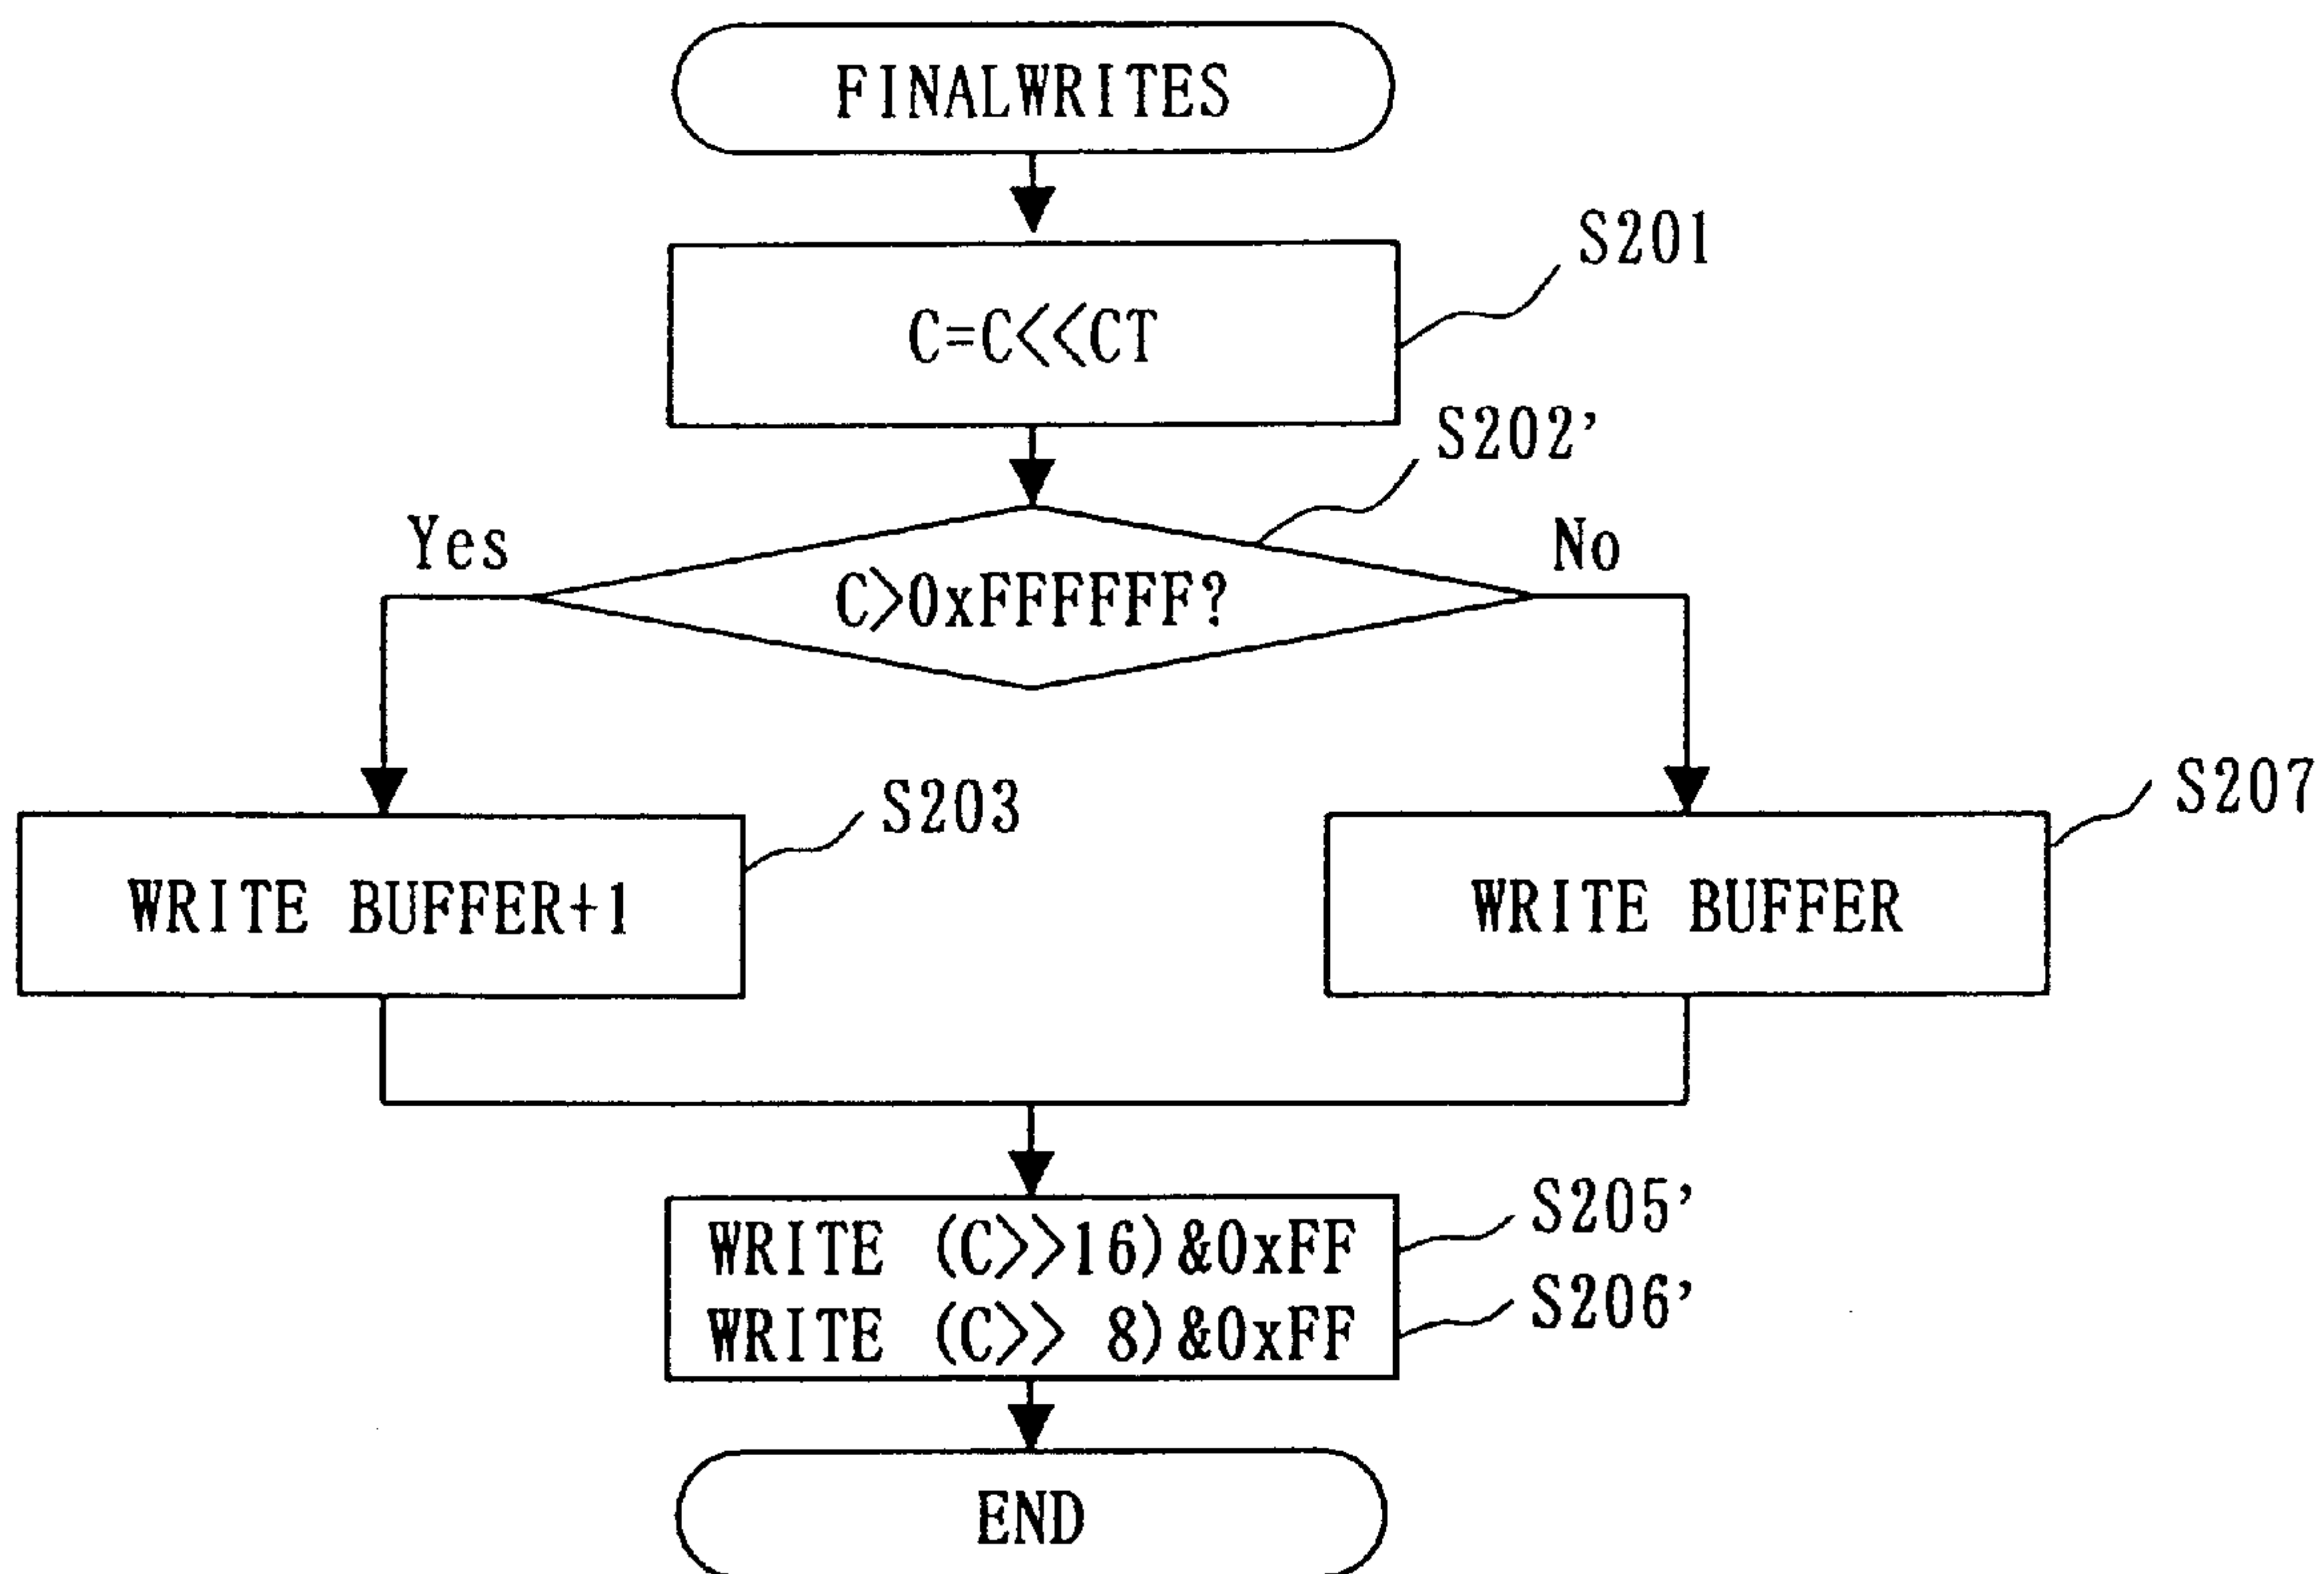 FINALWRITES
S201
C=C<<CT
S202'
Yes
No
C>0xFFFFFF?
S203
S207
WRITE BUFFER+1
WRITE BUFFER
S205'
WRITE (C>>16)&0xFF
S206'
WRITE (C>> 8)&0xFF
END